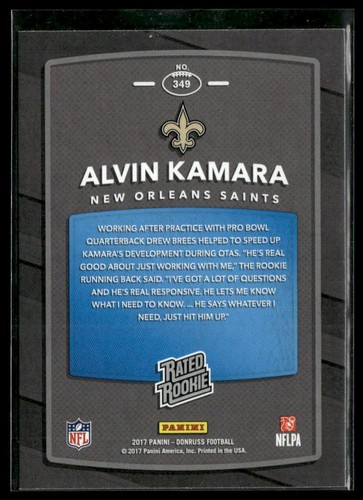 NO.
349
ALVIN KAMARA
NEW ORLEANS SAINTS
WORKING AFTER PRACTICE WITH PRO BOWL
QUARTERBACK DREW BREES HELPED TO SPEED UP
KAMARA'S DEVELOPMENT DURING OTAS. "HE'S REAL
GOOD ABOUT JUST WORKING WITH ME," THE ROOKIE
RUNNING BACK SAID. "I'VE GOT A LOT OF QUESTIONS
AND HE'S REAL RESPONSIVE. HE LETS ME KNOW
WHAT I NEED TO KNOW. ... HE SAYS WHATEVER I
NEED, JUST HIT HIM UP."
RATED
ROOKIE
NFL
PANINI
NFLPA
2017 PANINI - DONRUSS FOOTBALL
© 2017 Panini America, Inc. Printed in the USA.